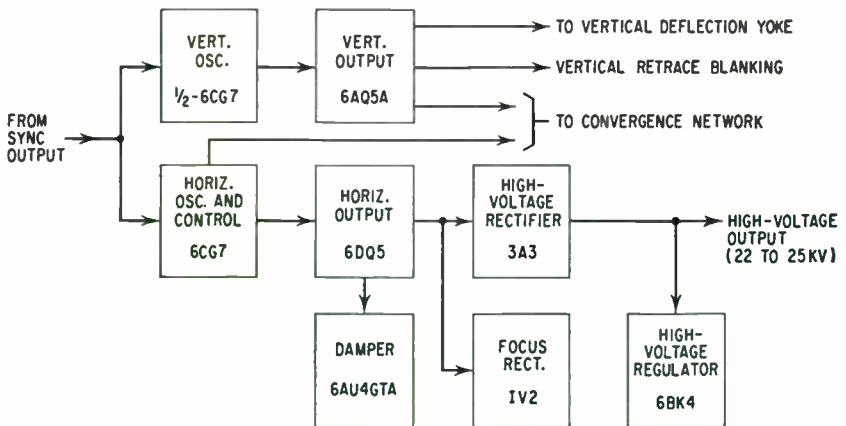 VERT.
OSC.
½-6CG7
VERT.
OUTPUT
6AQ5A
TO VERTICAL DEFLECTION YOKE
VERTICAL RETRACE BLANKING
TO CONVERGENCE NETWORK
FROM
SYNC
OUTPUT
HORIZ.
OSC. AND
CONTROL
6CG7
HORIZ.
OUTPUT
6DQ5
HIGH-
VOLTAGE
RECTIFIER
3A3
HIGH-VOLTAGE
OUTPUT
(22 TO 25KV)
DAMPER
6AU4GTA
FOCUS
RECT.
IV2
HIGH-
VOLTAGE
REGULATOR
6BK4